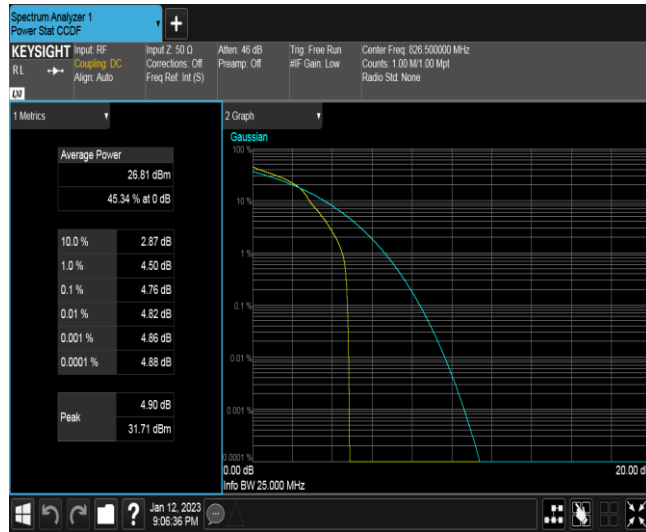 Spectrum Analyzer 1
Power Stat CCDF
KEYSIGHT
RL
LXI
Input: RF
Coupling: DC
Align: Auto
Input Z: 50 Ω
Corrections: Off
Freq Ref: Int (S)
Atten: 46 dB
Preamp: Off
Trig: Free Run
#IF Gain: Low
Center Freq: 826.500000 MHz
Counts: 1.00 M/1.00 Mpt
Radio Std: None
1 Metrics
Average Power
26.81 dBm
45.34 % at 0 dB
10.0 % 2.87 dB
1.0 % 4.50 dB
0.1 % 4.76 dB
0.01 % 4.82 dB
0.001 % 4.86 dB
0.0001 % 4.88 dB
Peak
4.90 dB
31.71 dBm
2 Graph
Gaussian
100 %
10 %
1 %
0.1 %
0.01 %
0.001 %
0.0001 %
0.00 dB
20.00 d
Info BW 25.000 MHz
?
Jan 12, 2023
9:06:36 PM